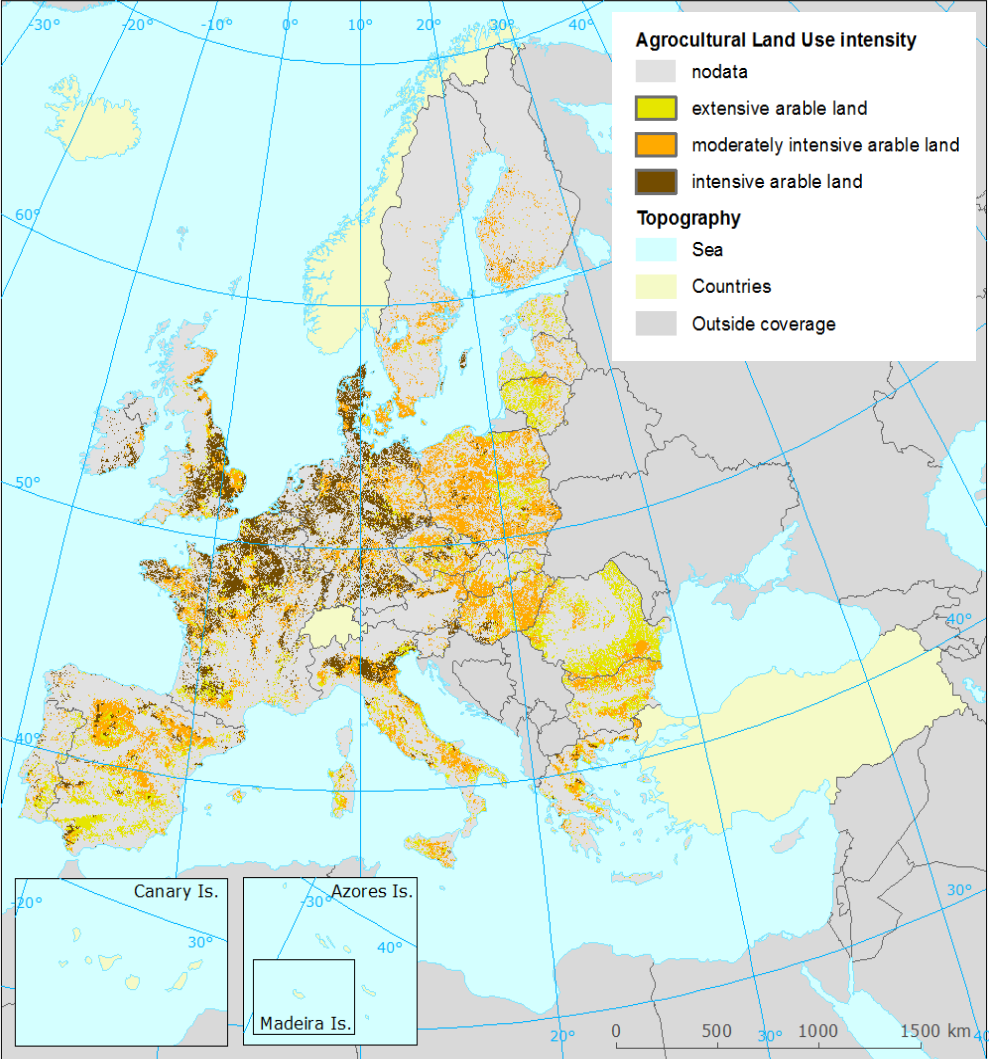 -30° -20° -10° 0° 10° 20° 30° 40°
Agrocultural Land Use intensity
nodata
extensive arable land
moderately intensive arable land
intensive arable land
Topography
Sea
Countries
Outside coverage
60°
50°
40°
40°
Canary Is.
-20°
30°
Azores Is.
-30°
40°
Madeira Is.
30°
0 500 1000 1500 km
20° 30° 40